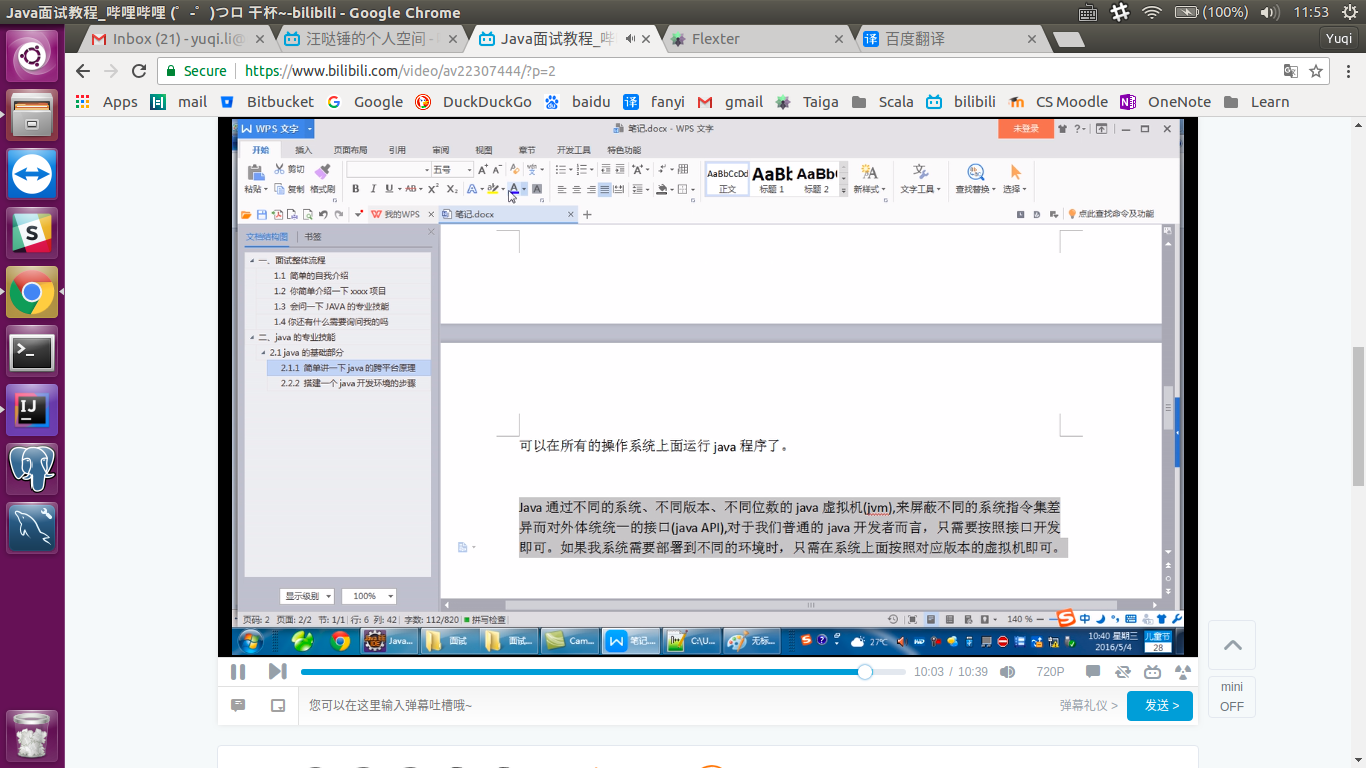 Java面试教程_哔哩哔哩 (゜-゜)つロ 干杯~-bilibili - Google Chrome
(100%)
11:53
Inbox (21) - yuqi.li@
汪哒锤的个人空间 -
Java面试教程_哔
Flexter
百度翻译
Yuqi
Secure
https://www.bilibili.com/video/av22307444/?p=2
Apps
mail
Bitbucket
Google
DuckDuckGo
baidu
fanyi
gmail
Taiga
Scala
bilibili
CS Moodle
OneNote
Learn
WPS 文字
笔记.docx - WPS 文字
未登录
开始
插入
页面布局
引用
审阅
视图
章节
开发工具
特色功能
粘贴
剪切
复制
格式刷
五号
AaBbCcDd
AaBb
AaBb(
正文
标题 1
标题 2
新样式
文字工具
查找替换
选择
我的WPS
笔记.docx
点此查找命令及功能
文档结构图
书签
一、面试整体流程
1.1 简单的自我介绍
1.2 你简单介绍一下 xxxx 项目
1.3 会问一下 JAVA 的专业技能
1.4 你还有什么需要询问我的吗
二、java 的专业技能
2.1 java 的基础部分
2.1.1 简单讲一下 java 的跨平台原理
2.2.2 搭建一个 java 开发环境的步骤
可以在所有的操作系统上面运行 java 程序了。
Java 通过不同的系统、不同版本、不同位数的 java 虚拟机(jvm),来屏蔽不同的系统指令集差
异而对外体统统一的接口(java API),对于我们普通的 java 开发者而言，只需要按照接口开发
即可。如果我系统需要部署到不同的环境时，只需在系统上面按照对应版本的虚拟机即可。
显示级别
100%
页码: 2 页面: 2/2 节: 1/1 行: 6 列: 42 字数: 112/820 拼写检查
140 %
中
Java...
面试
面试...
Cam...
笔记....
C:\U...
无标...
27℃
10:40 星期三
2016/5/4
儿童节
28
10:03 / 10:39
720P
您可以在这里输入弹幕吐槽哦~
弹幕礼仪 >
发送 >
mini
OFF